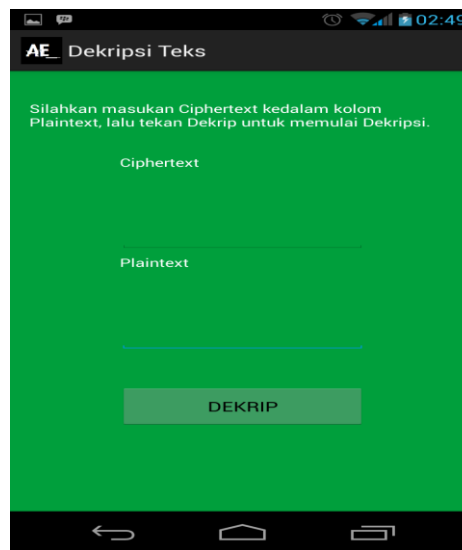 02:49
AE_ Dekripsi Teks
Silahkan masukan Ciphertext kedalam kolom
Plaintext, lalu tekan Dekrip untuk memulai Dekripsi.
Ciphertext
Plaintext
DEKRIP